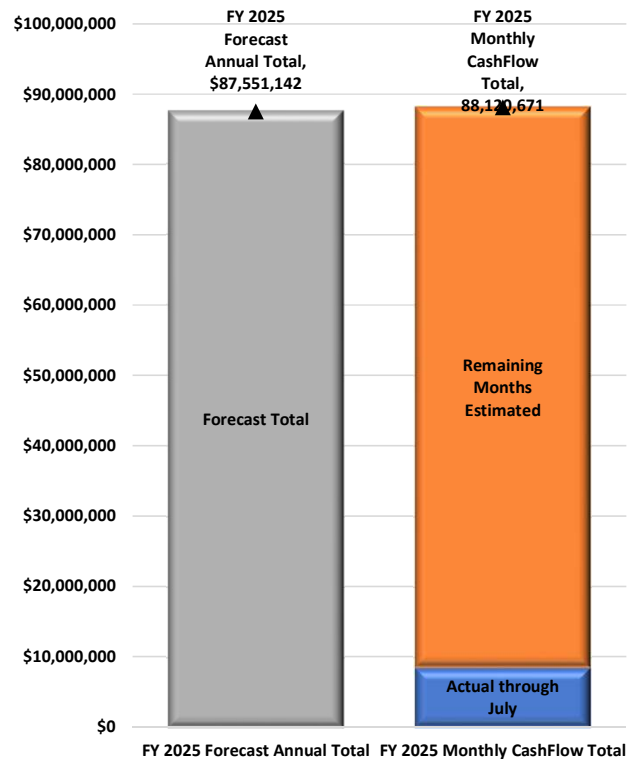 $100,000,000
$90,000,000
$80,000,000
$70,000,000
$60,000,000
$50,000,000
$40,000,000
$30,000,000
$20,000,000
$10,000,000
$0
FY 2025
Forecast
Annual Total,
$87,551,142
FY 2025
Monthly
CashFlow
Total,
88,120,671
Forecast Total
Remaining
Months
Estimated
Actual through
July
FY 2025 Forecast Annual Total
FY 2025 Monthly CashFlow Total